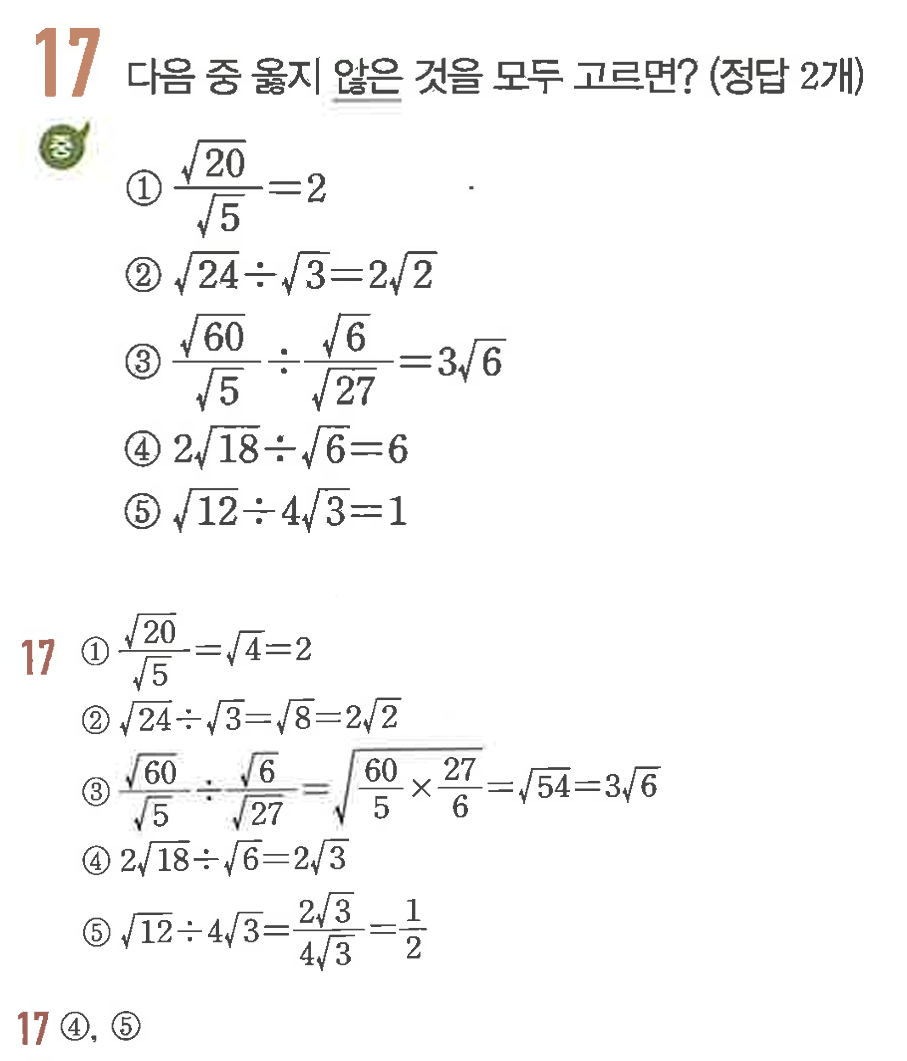 17 다음 중 옳지 않은 것을 모두 고르면? (정답 2개)
중
① √20/√5=2
② √24÷√3=2√2
③ √60/√5÷√6/√27=3√6
④ 2√18÷√6=6
⑤ √12÷4√3=1
17 ① √20/√5=√4=2
② √24÷√3=√8=2√2
③ √60/√5÷√6/√27=√(60/5×27/6)=√54=3√6
④ 2√18÷√6=2√3
⑤ √12÷4√3=2√3/4√3=1/2
17 ④, ⑤